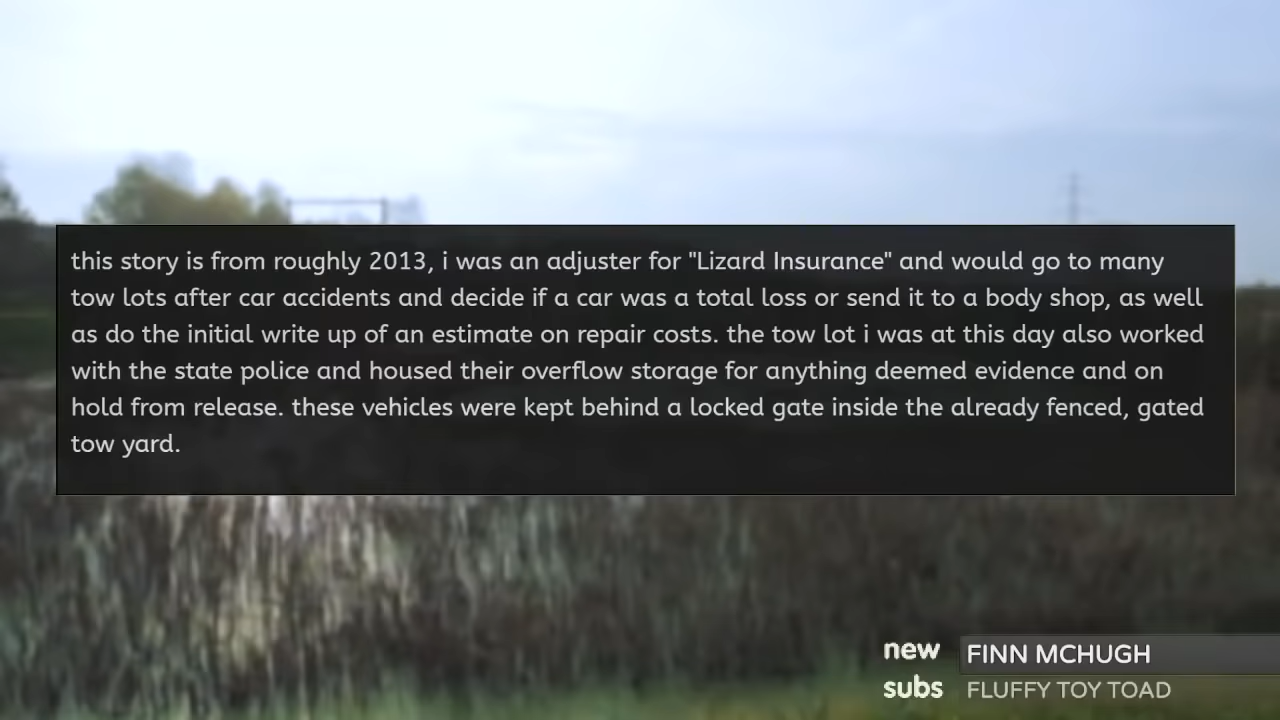 this story is from roughly 2013, i was an adjuster for "Lizard Insurance" and would go to many
tow lots after car accidents and decide if a car was a total loss or send it to a body shop, as well
as do the initial write up of an estimate on repair costs. the tow lot i was at this day also worked
with the state police and housed their overflow storage for anything deemed evidence and on
hold from release. these vehicles were kept behind a locked gate inside the already fenced, gated
tow yard.
new
FINN MCHUGH
subs
FLUFFY TOY TOAD